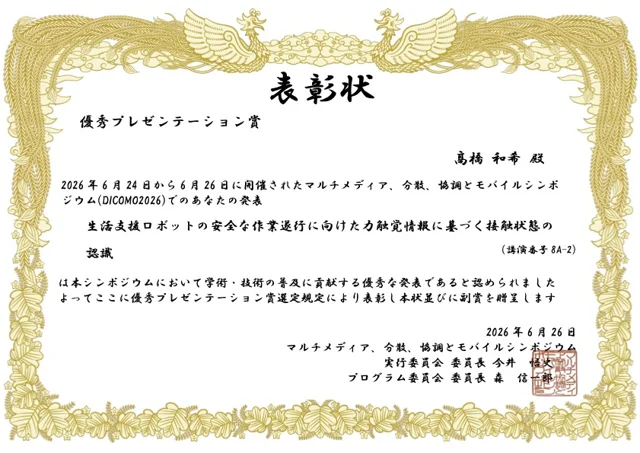 表彰状
優秀プレゼンテーション賞
高橋 和希 殿
2026年6月24日から6月26日に開催されたマルチメディア、分散、協調とモバイルシンポ
ジウム(DICOMO2026)でのあなたの発表
生活支援ロボットの安全な作業遂行に向けた力触覚情報に基づく接触状態の
認識
(講演番号8A-2)
は本シンポジウムにおいて学術・技術の普及に貢献する優秀な発表であると認められました
よってここに優秀プレゼンテーション賞選定規定により表彰し本状並びに副賞を贈呈します
2026年6月26日
マルチメディア、分散、協調とモバイルシンポジウム
実行委員会 委員長 今井 悟史
プログラム委員会 委員長 森 信一郎